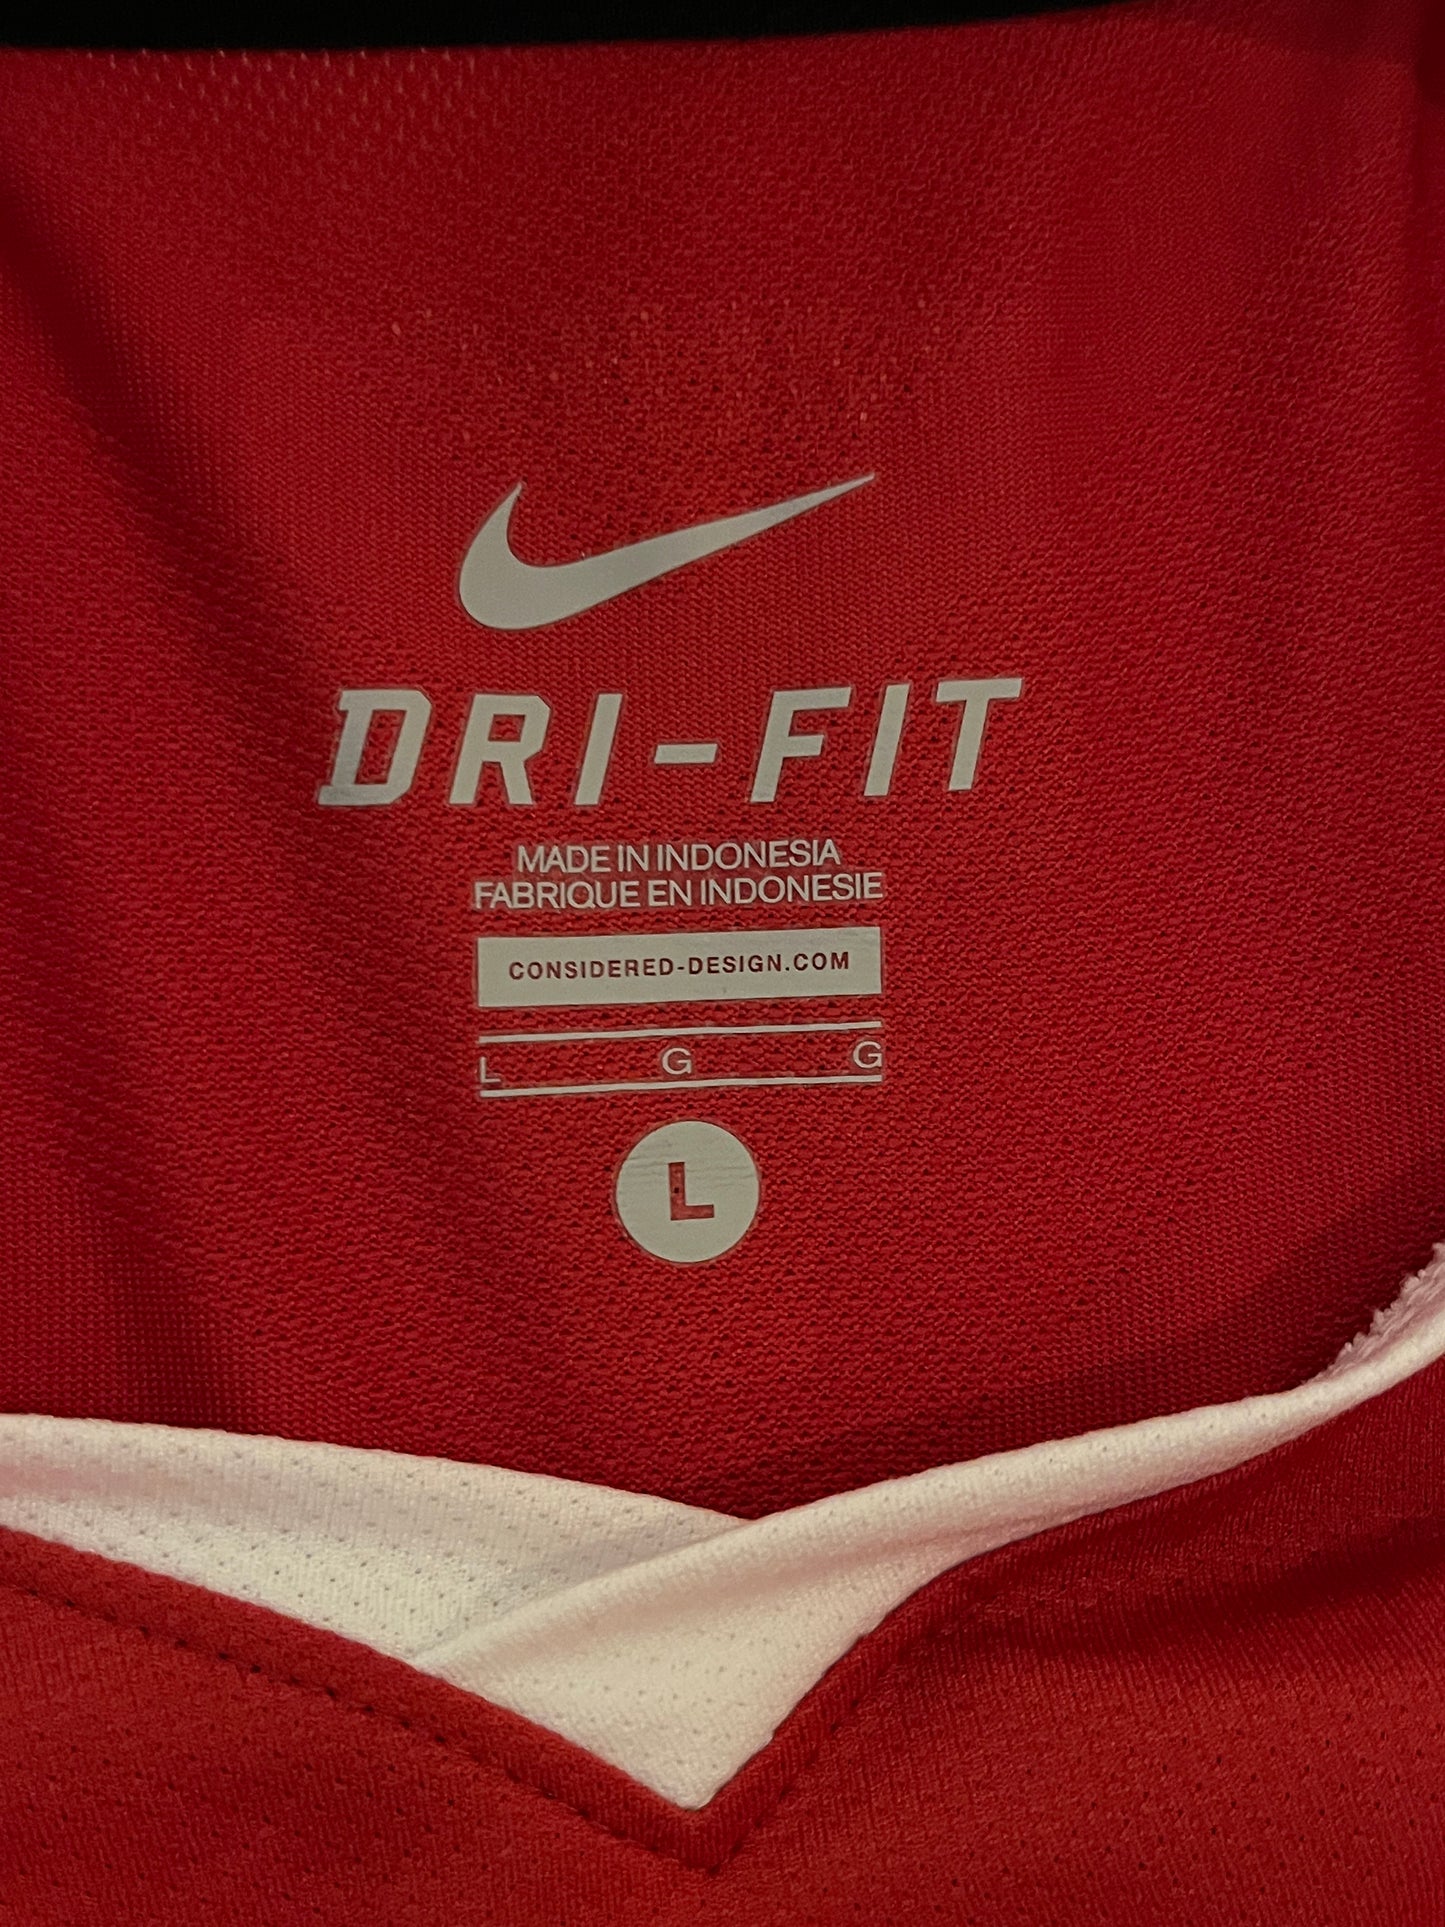 DRI-FIT
MADE IN INDONESIA
FABRIQUE EN INDONESIE
CONSIDERED-DESIGN.COM
L G G
L